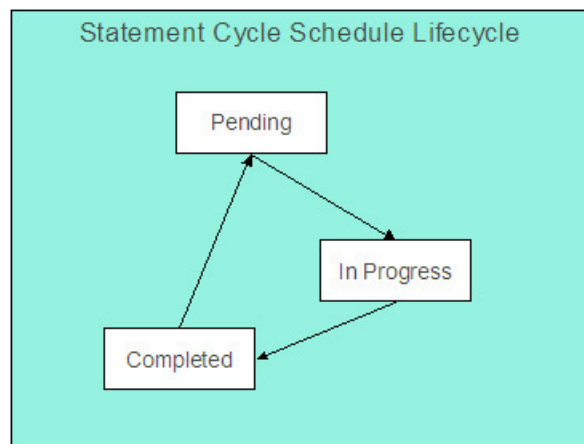 Statement Cycle Schedule Lifecycle
Pending
In Progress
Completed